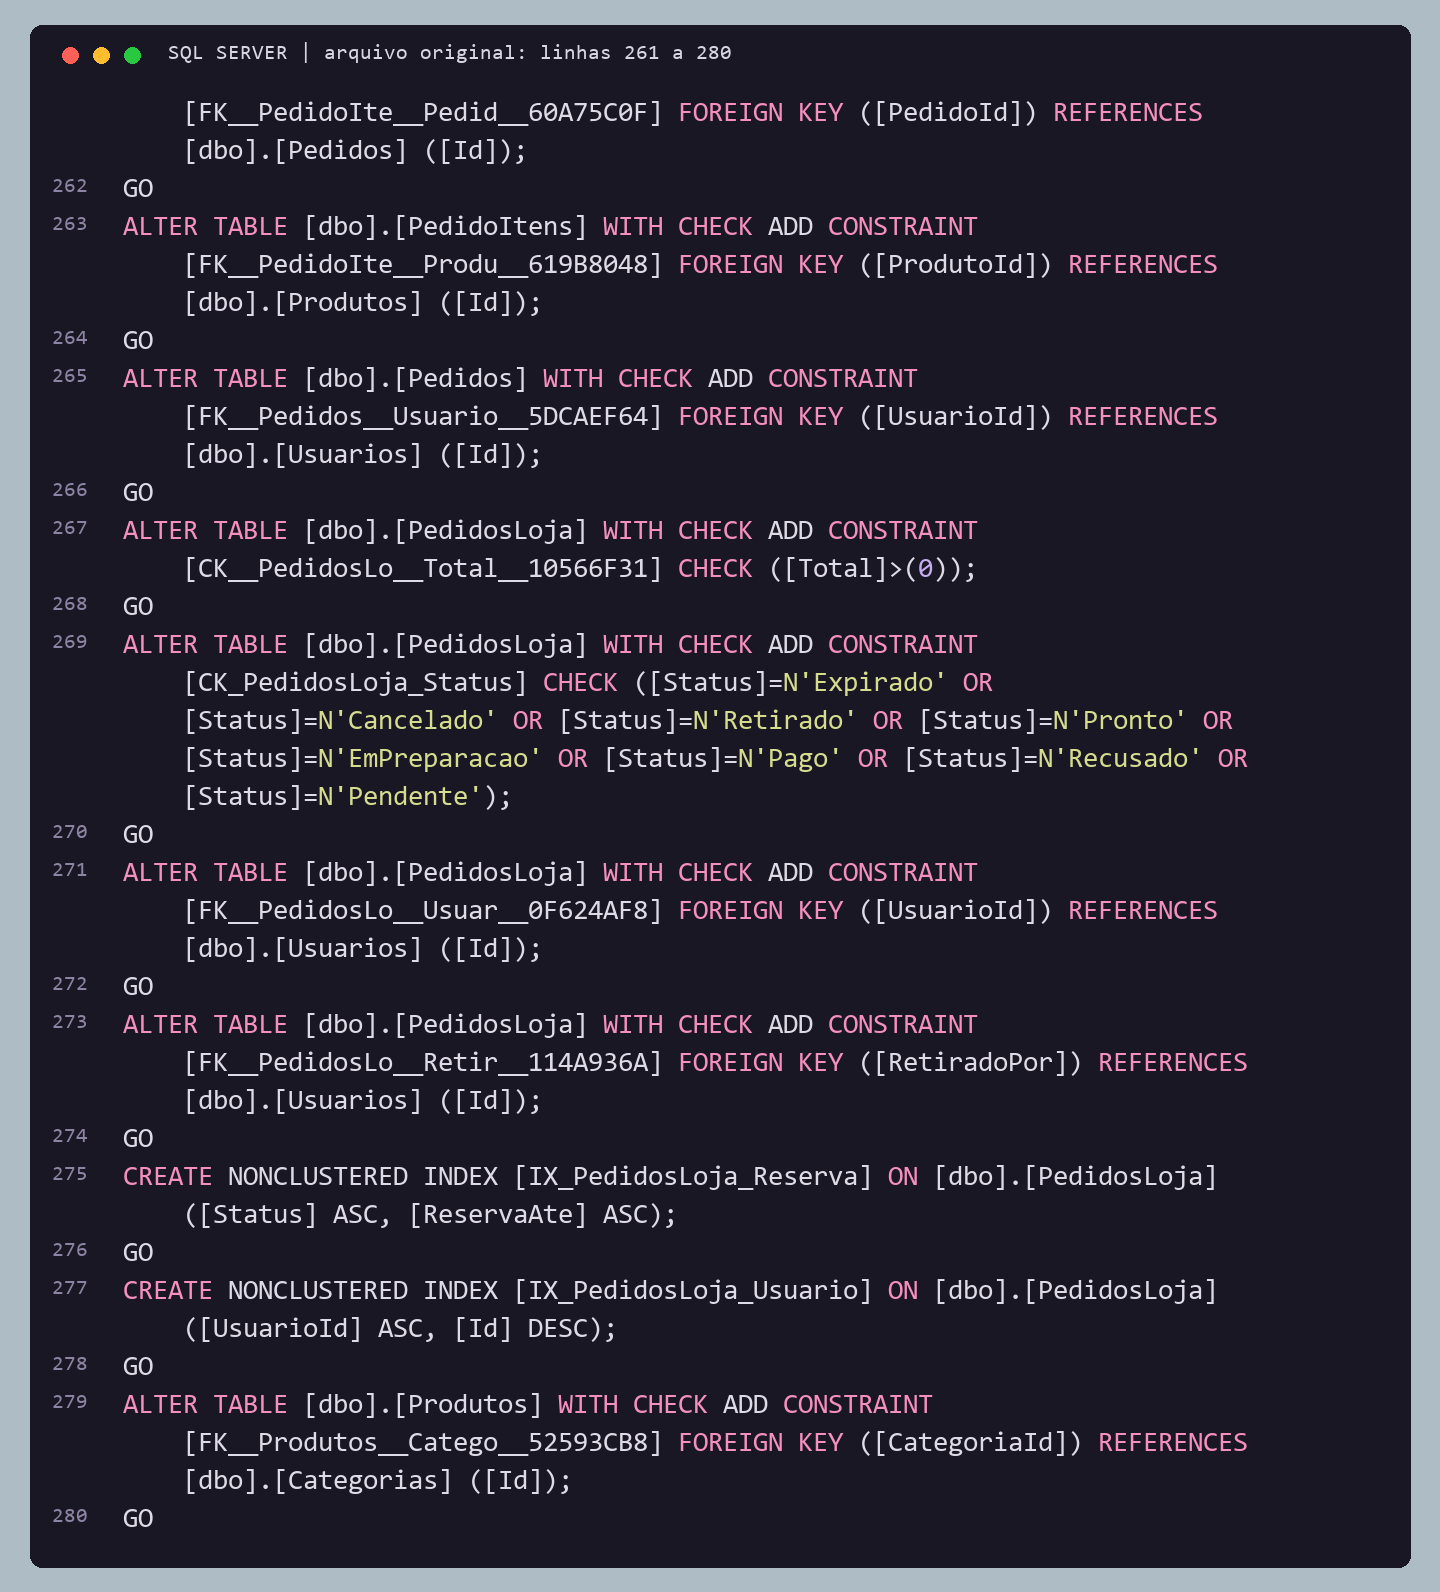 SQL SERVER | arquivo original: linhas 261 a 280
[FK__PedidoIte__Pedid__60A75C0F] FOREIGN KEY ([PedidoId]) REFERENCES
[dbo].[Pedidos] ([Id]);
262 GO
263 ALTER TABLE [dbo].[PedidoItens] WITH CHECK ADD CONSTRAINT
[FK__PedidoIte__Produ__619B8048] FOREIGN KEY ([ProdutoId]) REFERENCES
[dbo].[Produtos] ([Id]);
264 GO
265 ALTER TABLE [dbo].[Pedidos] WITH CHECK ADD CONSTRAINT
[FK__Pedidos__Usuario__5DCAEF64] FOREIGN KEY ([UsuarioId]) REFERENCES
[dbo].[Usuarios] ([Id]);
266 GO
267 ALTER TABLE [dbo].[PedidosLoja] WITH CHECK ADD CONSTRAINT
[CK__PedidosLo__Total__10566F31] CHECK ([Total]>(0));
268 GO
269 ALTER TABLE [dbo].[PedidosLoja] WITH CHECK ADD CONSTRAINT
[CK_PedidosLoja_Status] CHECK ([Status]=N'Expirado' OR
[Status]=N'Cancelado' OR [Status]=N'Retirado' OR [Status]=N'Pronto' OR
[Status]=N'EmPreparacao' OR [Status]=N'Pago' OR [Status]=N'Recusado' OR
[Status]=N'Pendente');
270 GO
271 ALTER TABLE [dbo].[PedidosLoja] WITH CHECK ADD CONSTRAINT
[FK__PedidosLo__Usuar__0F624AF8] FOREIGN KEY ([UsuarioId]) REFERENCES
[dbo].[Usuarios] ([Id]);
272 GO
273 ALTER TABLE [dbo].[PedidosLoja] WITH CHECK ADD CONSTRAINT
[FK__PedidosLo__Retir__114A936A] FOREIGN KEY ([RetiradoPor]) REFERENCES
[dbo].[Usuarios] ([Id]);
274 GO
275 CREATE NONCLUSTERED INDEX [IX_PedidosLoja_Reserva] ON [dbo].[PedidosLoja]
([Status] ASC, [ReservaAte] ASC);
276 GO
277 CREATE NONCLUSTERED INDEX [IX_PedidosLoja_Usuario] ON [dbo].[PedidosLoja]
([UsuarioId] ASC, [Id] DESC);
278 GO
279 ALTER TABLE [dbo].[Produtos] WITH CHECK ADD CONSTRAINT
[FK__Produtos__Catego__52593CB8] FOREIGN KEY ([CategoriaId]) REFERENCES
[dbo].[Categorias] ([Id]);
280 GO